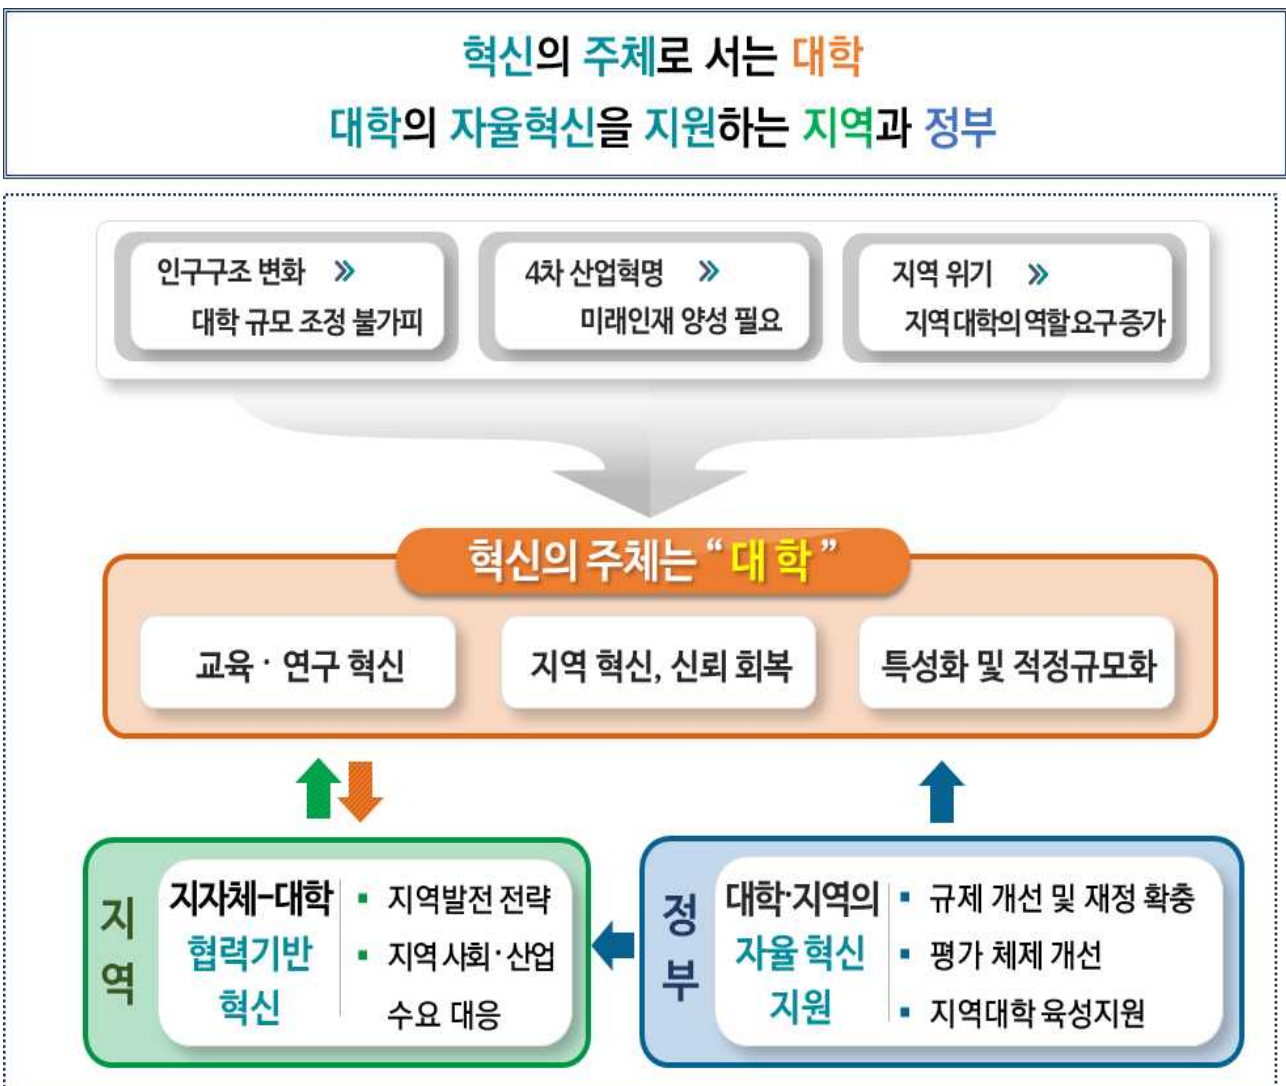 혁신의 주체로 서는 대학
대학의 자율혁신을 지원하는 지역과 정부
인구구조 변화 »
대학 규모 조정 불가피
4차 산업혁명 »
미래인재 양성 필요
지역 위기 »
지역 대학의 역할 요구 증가
혁신의 주체는 “ 대 학 ”
교육 · 연구 혁신
지역 혁신, 신뢰 회복
특성화 및 적정규모화
지
역
지자체-대학
협력기반
혁신
▪ 지역발전 전략
▪ 지역 사회·산업
수요 대응
정
부
대학·지역의
자율 혁신
지원
▪ 규제 개선 및 재정 확충
▪ 평가 체제 개선
▪ 지역대학 육성지원